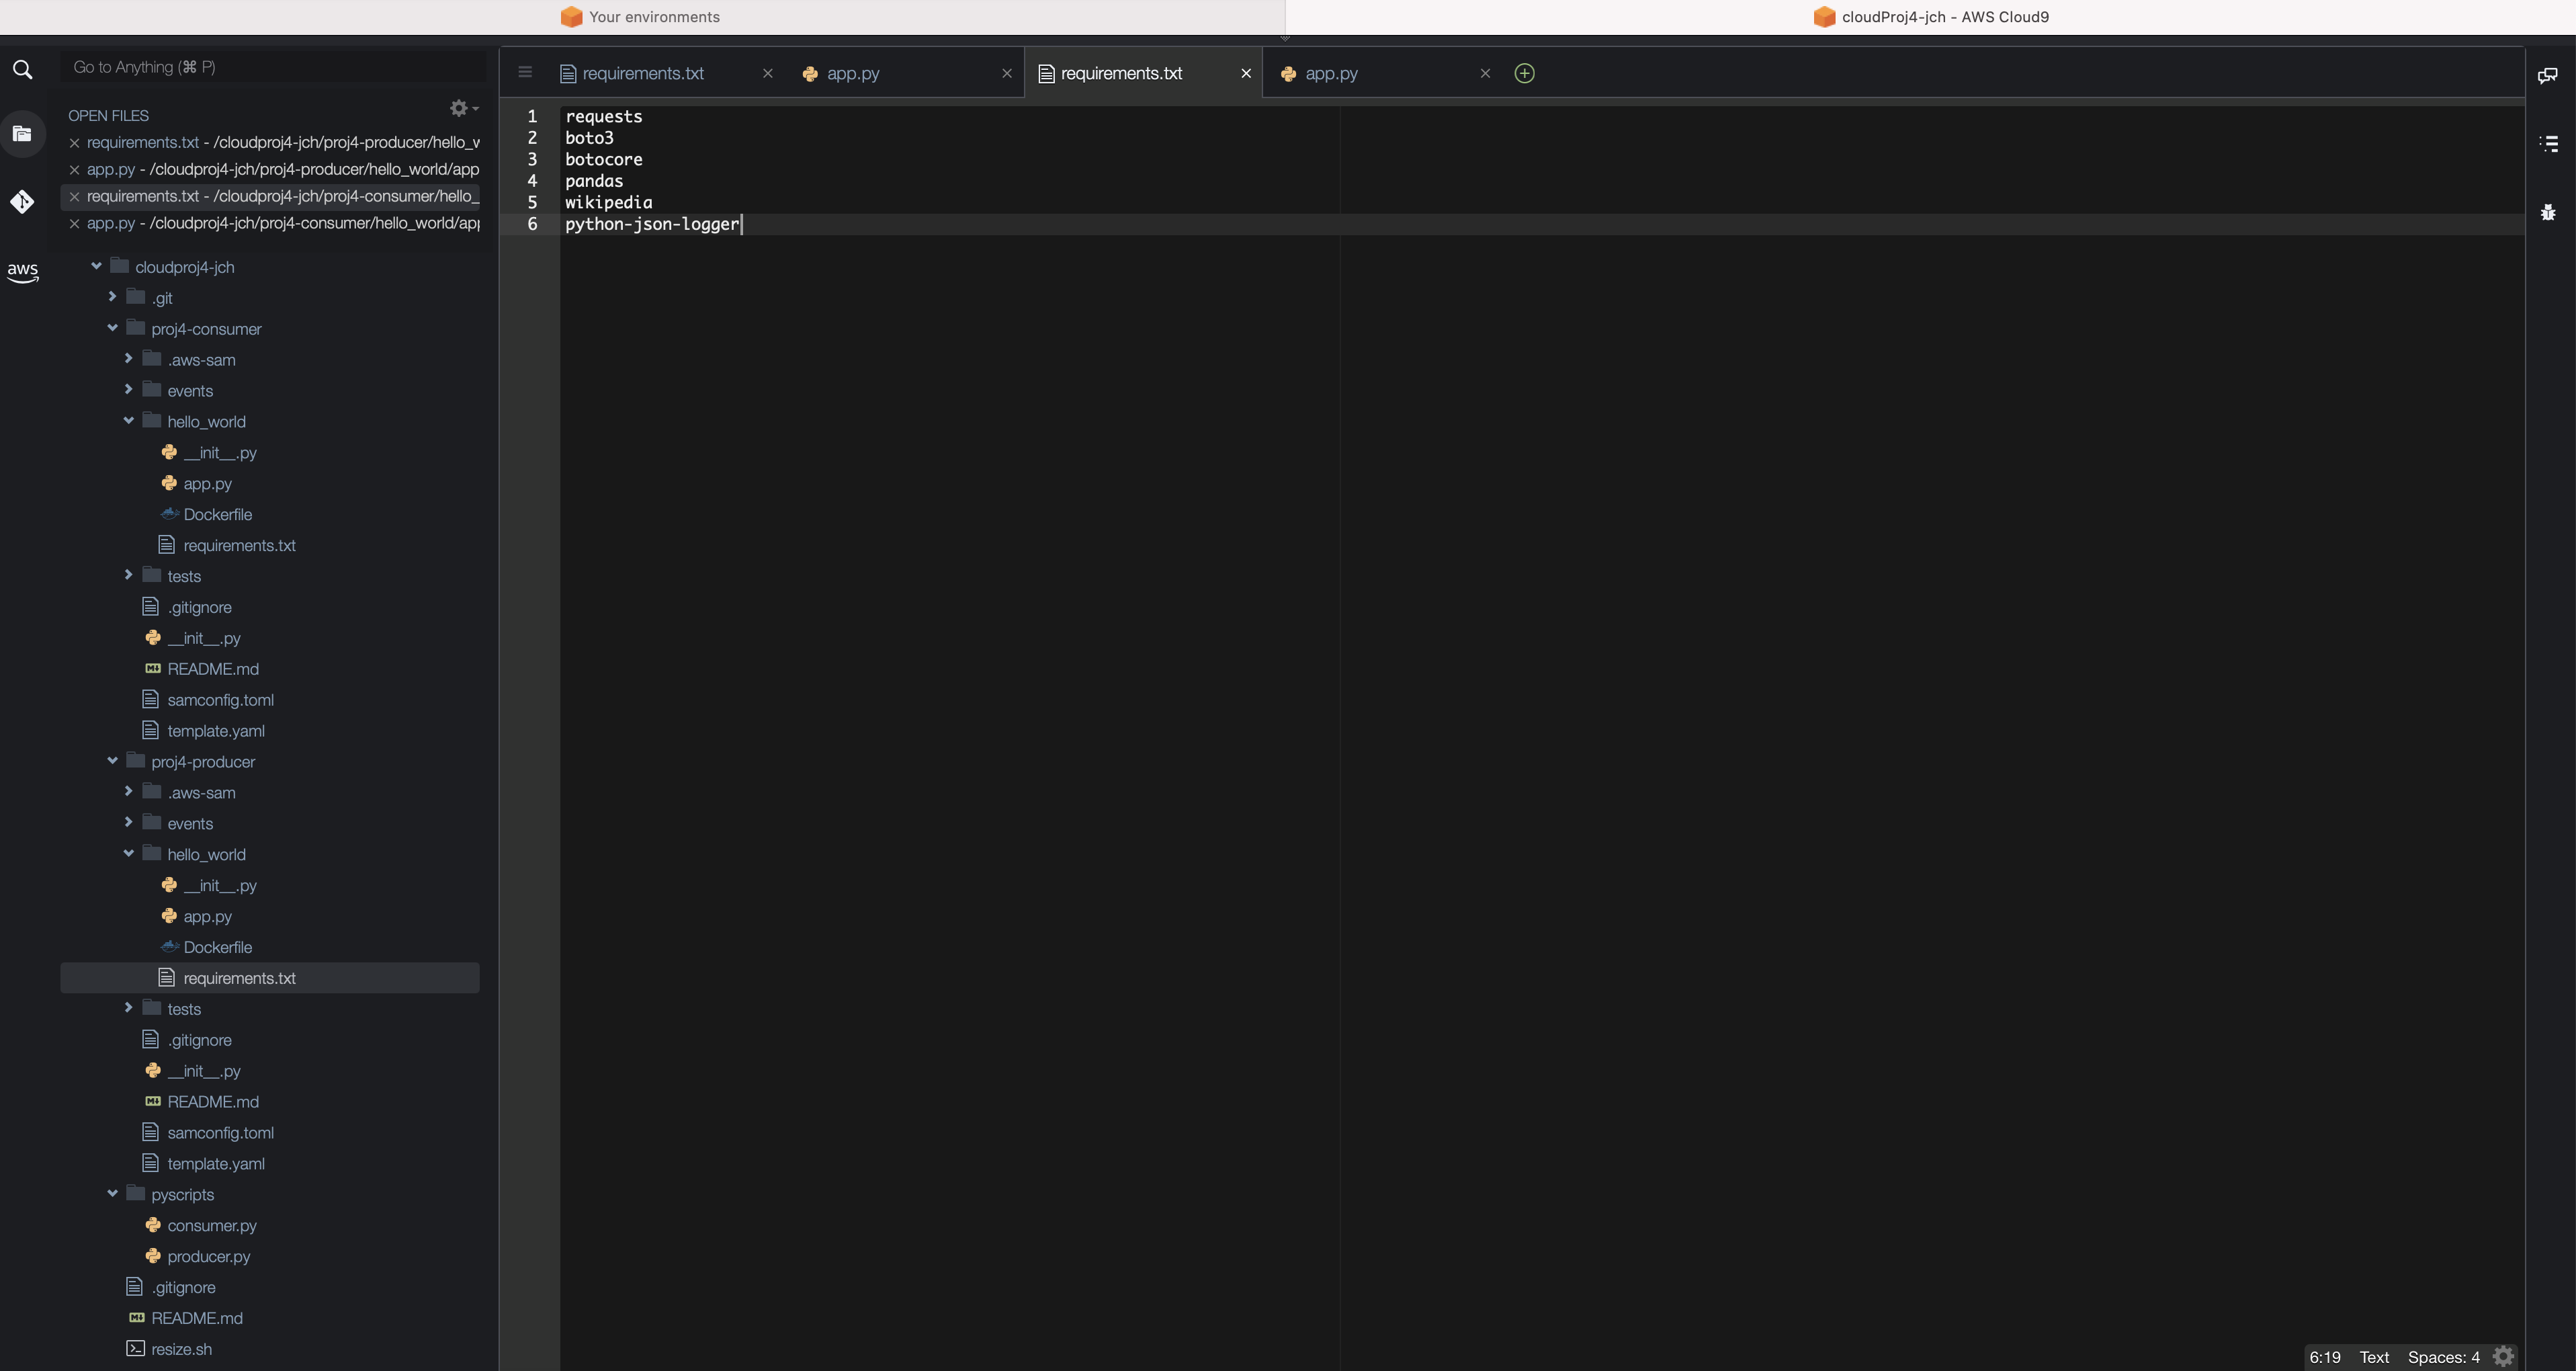 Your environments
cloudProj4-jch - AWS Cloud9
Go to Anything (⌘ P)
OPEN FILES
requirements.txt - /cloudproj4-jch/proj4-producer/hello_w
app.py - /cloudproj4-jch/proj4-producer/hello_world/app
requirements.txt - /cloudproj4-jch/proj4-consumer/hello_
app.py - /cloudproj4-jch/proj4-consumer/hello_world/app
aws
cloudproj4-jch
.git
proj4-consumer
.aws-sam
events
hello_world
__init__.py
app.py
Dockerfile
requirements.txt
tests
.gitignore
__init__.py
README.md
samconfig.toml
template.yaml
proj4-producer
.aws-sam
events
hello_world
__init__.py
app.py
Dockerfile
requirements.txt
tests
.gitignore
__init__.py
README.md
samconfig.toml
template.yaml
pyscripts
consumer.py
producer.py
.gitignore
README.md
resize.sh
requirements.txt
app.py
requirements.txt
app.py
1 requests
2 boto3
3 botocore
4 pandas
5 wikipedia
6 python-json-logger
6:19 Text Spaces: 4